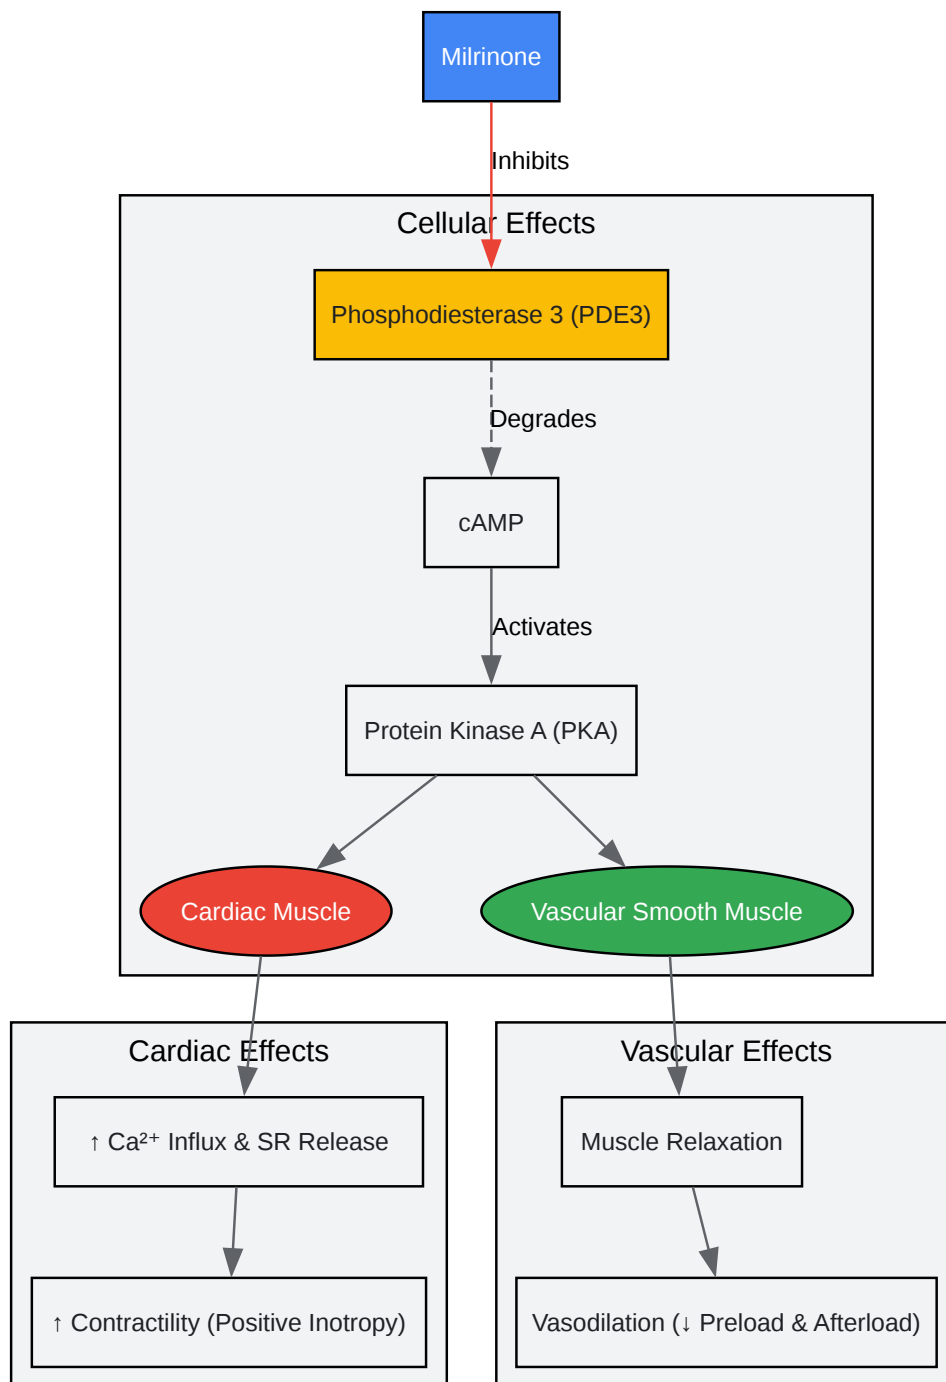 Milrinone
Inhibits
Cellular Effects
Phosphodiesterase 3 (PDE3)
Degrades
cAMP
Activates
Protein Kinase A (PKA)
Cardiac Muscle
Vascular Smooth Muscle
Cardiac Effects
Vascular Effects
↑ Ca²⁺ Influx & SR Release
Muscle Relaxation
↑ Contractility (Positive Inotropy)
Vasodilation (↓ Preload & Afterload)